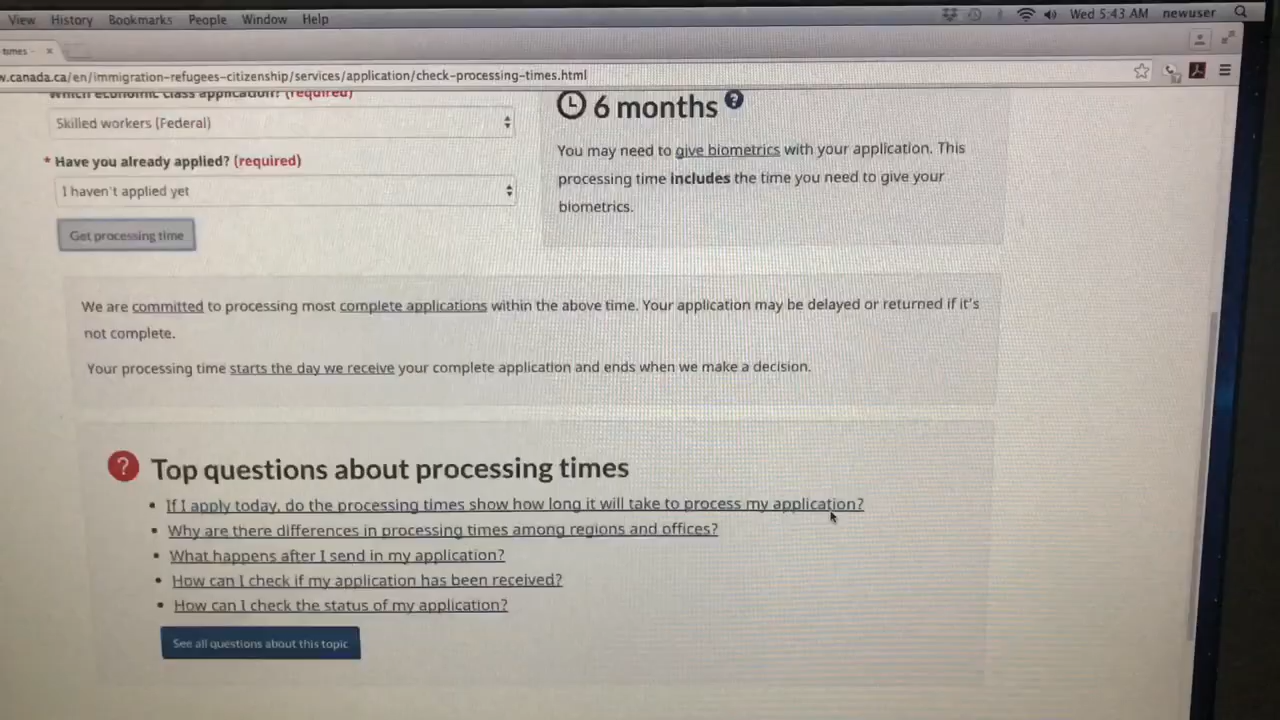 View History Bookmarks People Window Help Wed 5:43 AM newuser
times -
w.canada.ca/en/immigration-refugees-citizenship/services/application/check-processing-times.html
Which economic class application? (required)
Skilled workers (Federal)
* Have you already applied? (required)
I haven't applied yet
Get processing time
6 months ?
You may need to give biometrics with your application. This
processing time includes the time you need to give your
biometrics.
We are committed to processing most complete applications within the above time. Your application may be delayed or returned if it's
not complete.
Your processing time starts the day we receive your complete application and ends when we make a decision.
? Top questions about processing times
• If I apply today, do the processing times show how long it will take to process my application?
• Why are there differences in processing times among regions and offices?
• What happens after I send in my application?
• How can I check if my application has been received?
• How can I check the status of my application?
See all questions about this topic